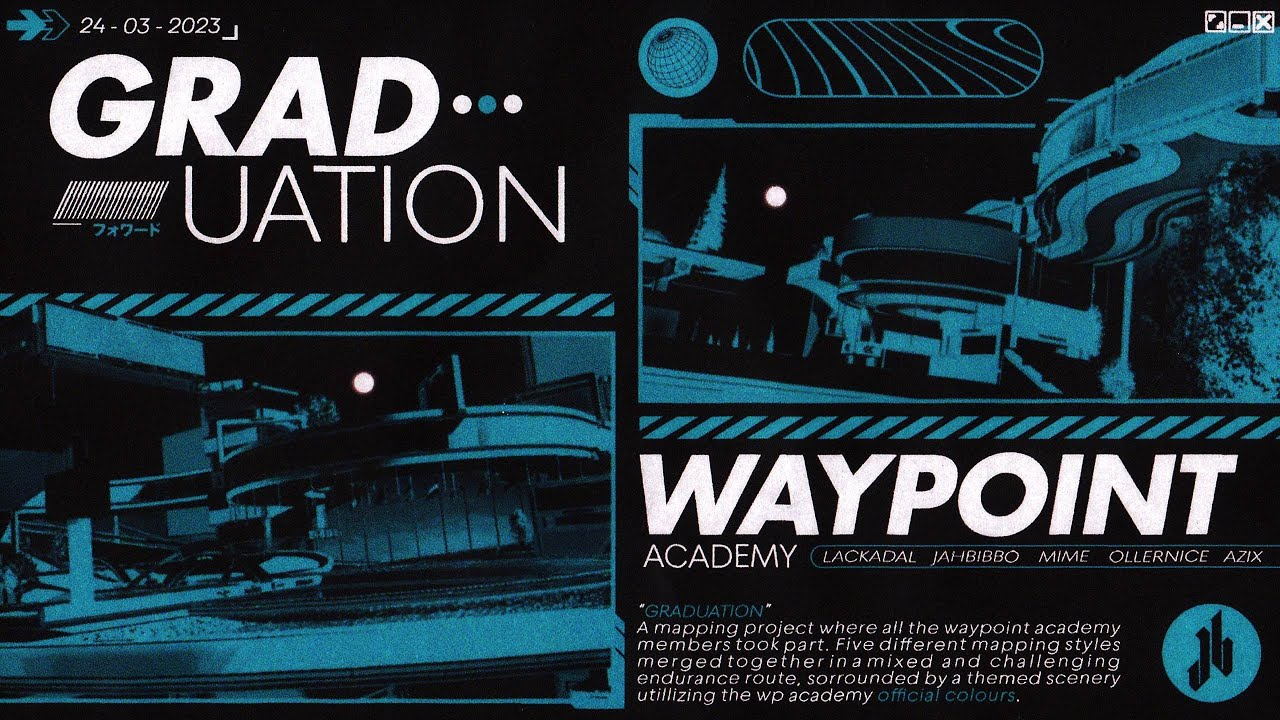 24 - 03 - 2023
GRAD
UATION
フォワード
WAYPOINT
ACADEMY
LACKADAL JAHBIBBO MIME OLLERNICE AZIX
"GRADUATION"
A mapping project where all the waypoint academy
members took part. Five different mapping styles
merged together in a mixed and challenging
endurance route, sorrounded by a themed scenery
utillizing the wp academy official colours.